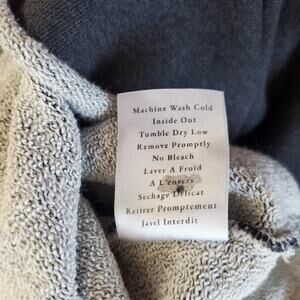 Machine Wash Cold
Inside Out
Tumble Dry Low
Remove Promptly
No Bleach
Laver A Froid
A L'envers
Sechage Delicat
Retirer Promptement
Javel Interdit